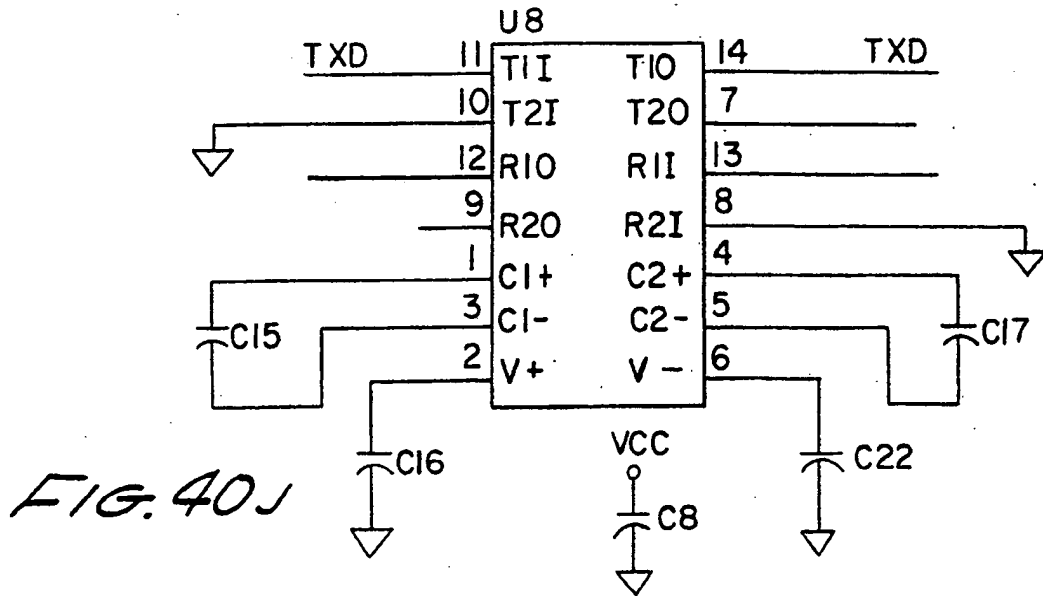 U8
TXD 11 T1I T1O 14 TXD
10 T2I T2O 7
12 R1O R1I 13
9 R2O R2I 8
1 C1+ C2+ 4
3 C1- C2- 5
2 V+ V- 6
C15 C17
C16 C22
VCC
C8
FIG. 40J